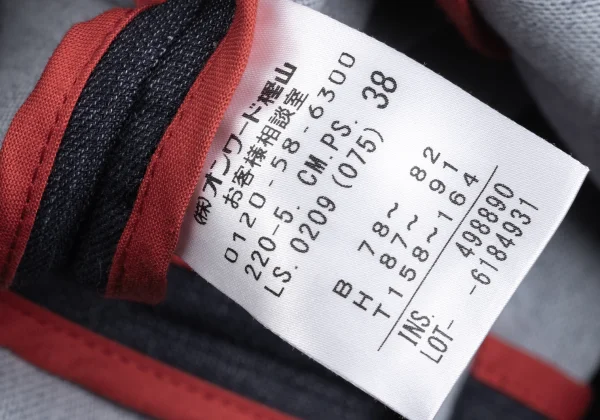 (株)オンワード樫山
お客様相談室
0120-58-6300
220-5. CM.PS. 38
LS. 0209 (075)
B 78~ 82
H 87~ 91
T158~164
INS. 498890
LOT- -6184931